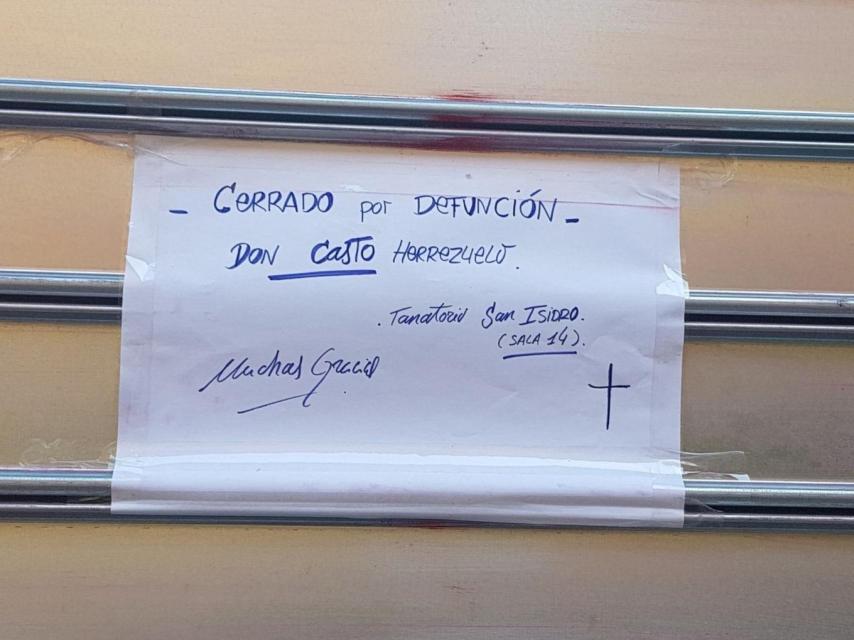 - CERRADO por DEFUNCIÓN -
DON CASTO HERREZUELO.
. Tanatorio San ISIDRO.
(SALA 14).
Muchas Gracias